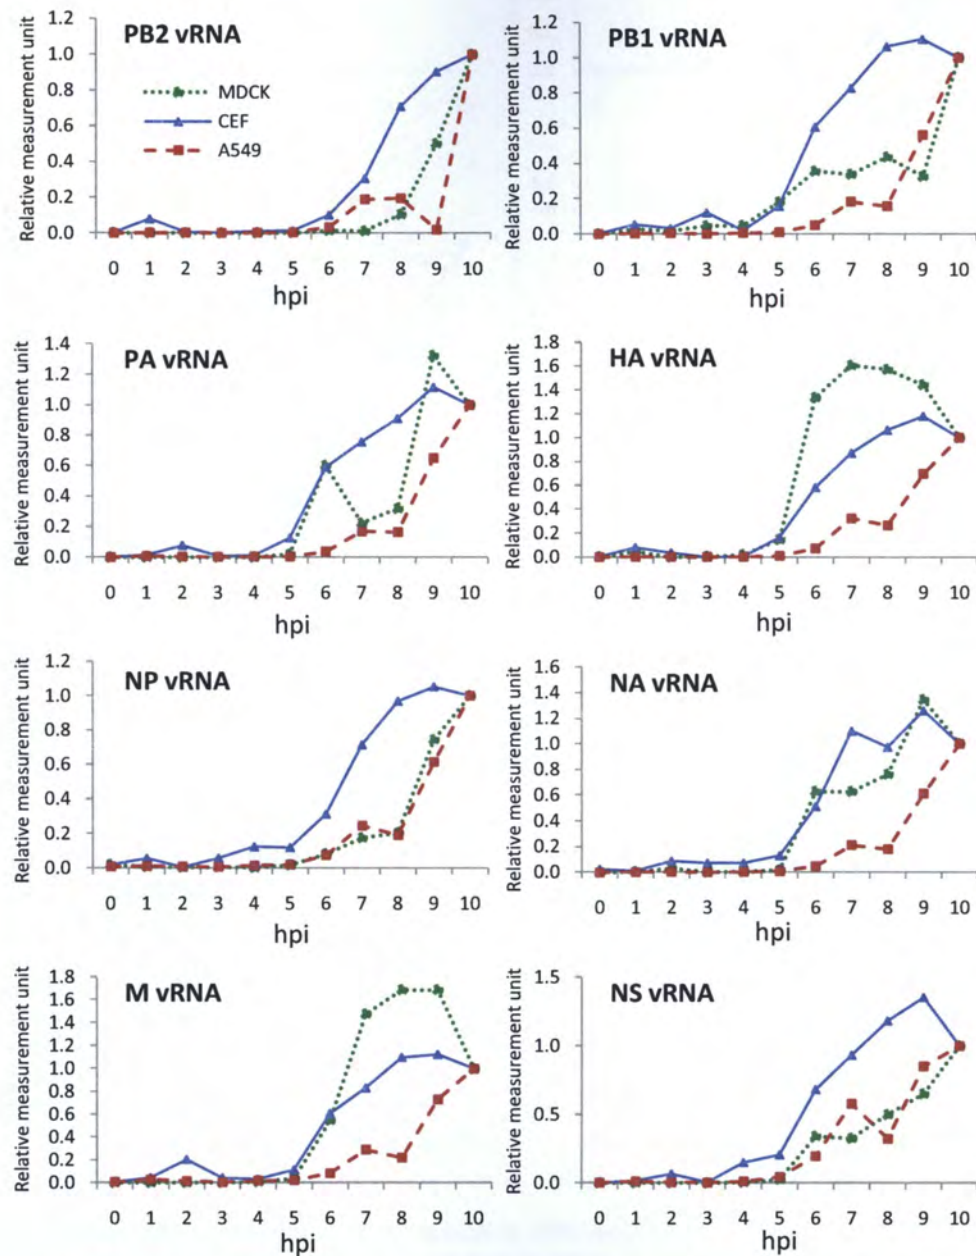 PB2 vRNA
Relative measurement unit
1.2
1.0
0.8
0.6
0.4
0.2
0.0
MDCK
CEF
A549
0 1 2 3 4 5 6 7 8 9 10
hpi
PB1 vRNA
Relative measurement unit
1.2
1.0
0.8
0.6
0.4
0.2
0.0
0 1 2 3 4 5 6 7 8 9 10
hpi
PA vRNA
Relative measurement unit
1.4
1.2
1.0
0.8
0.6
0.4
0.2
0.0
0 1 2 3 4 5 6 7 8 9 10
hpi
HA vRNA
Relative measurement unit
1.8
1.6
1.4
1.2
1.0
0.8
0.6
0.4
0.2
0.0
0 1 2 3 4 5 6 7 8 9 10
hpi
NP vRNA
Relative measurement unit
1.2
1.0
0.8
0.6
0.4
0.2
0.0
0 1 2 3 4 5 6 7 8 9 10
hpi
NA vRNA
Relative measurement unit
1.6
1.4
1.2
1.0
0.8
0.6
0.4
0.2
0.0
0 1 2 3 4 5 6 7 8 9 10
hpi
M vRNA
Relative measurement unit
1.8
1.6
1.4
1.2
1.0
0.8
0.6
0.4
0.2
0.0
0 1 2 3 4 5 6 7 8 9 10
hpi
NS vRNA
Relative measurement unit
1.5
1.0
0.5
0.0
0 1 2 3 4 5 6 7 8 9 10
hpi